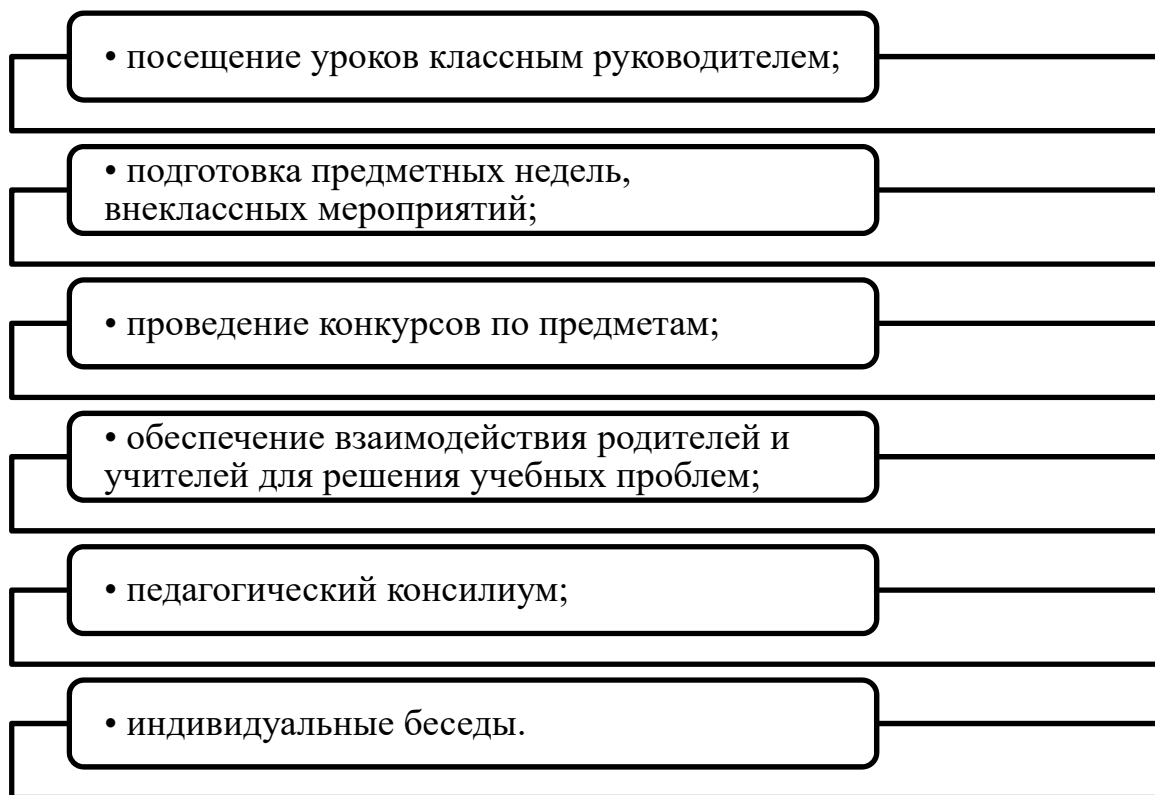 • посещение уроков классным руководителем;
• подготовка предметных недель,
внеклассных мероприятий;
• проведение конкурсов по предметам;
• обеспечение взаимодействия родителей и
учителей для решения учебных проблем;
• педагогический консилиум;
• индивидуальные беседы.